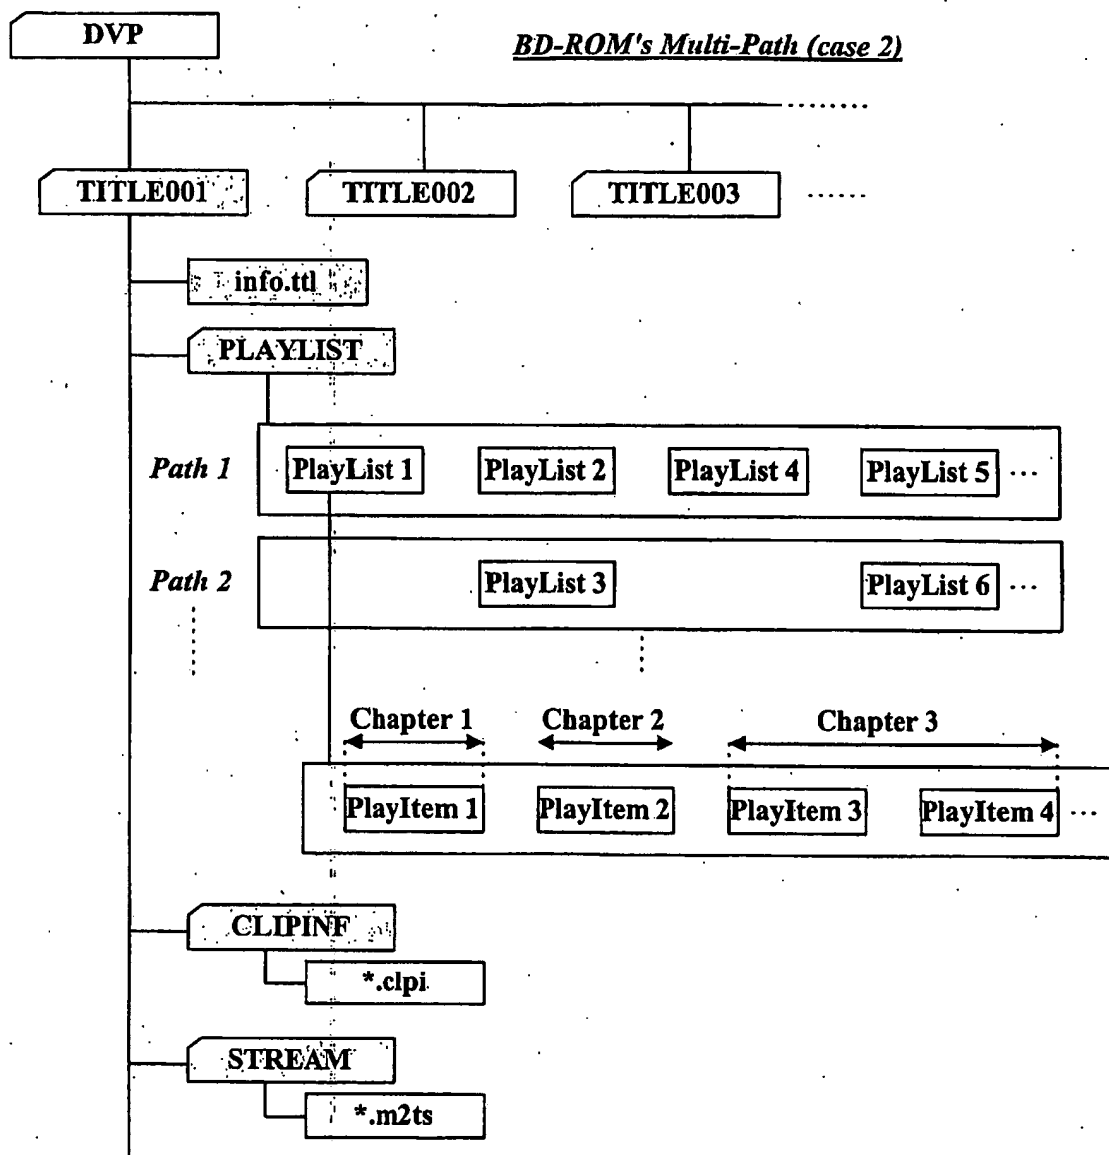 DVP
BD-ROM's Multi-Path (case 2)
TITLE001
TITLE002
TITLE003
info.ttl
PLAYLIST
Path 1
PlayList 1
PlayList 2
PlayList 4
PlayList 5 ...
Path 2
PlayList 3
PlayList 6 ...
Chapter 1
Chapter 2
Chapter 3
PlayItem 1
PlayItem 2
PlayItem 3
PlayItem 4 ...
CLIPINF
*.clpi
STREAM
*.m2ts